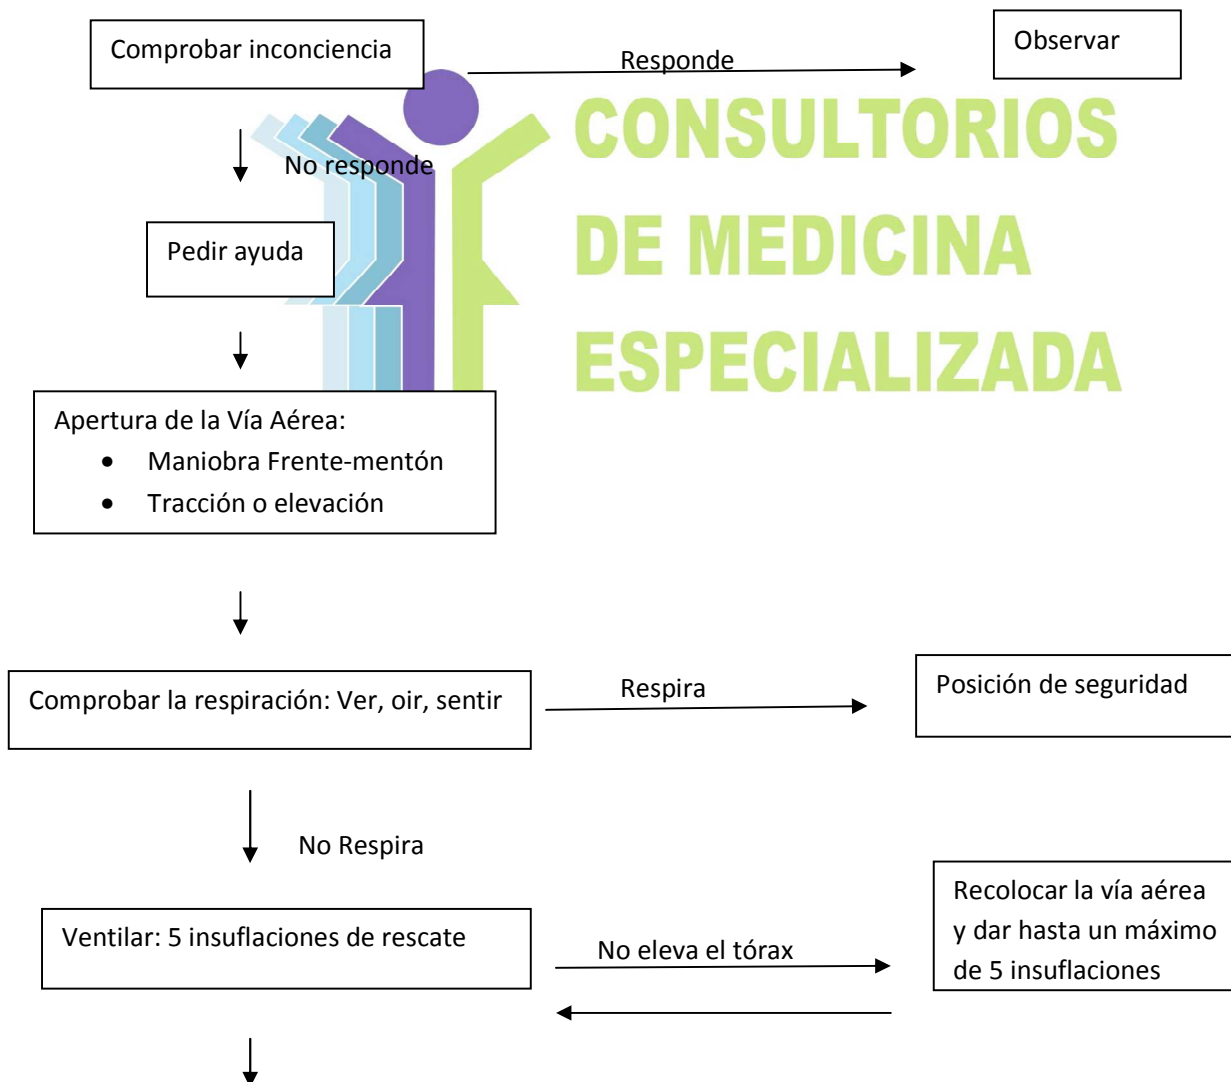 Comprobar inconciencia
Responde
Observar
CONSULTORIOS
No responde
DE MEDICINA
Pedir ayuda
ESPECIALIZADA
Apertura de la Vía Aérea:
• Maniobra Frente-mentón
• Tracción o elevación
Comprobar la respiración: Ver, oir, sentir
Respira
Posición de seguridad
No Respira
Ventilar: 5 insuflaciones de rescate
No eleva el tórax
Recolocar la vía aérea
y dar hasta un máximo
de 5 insuflaciones